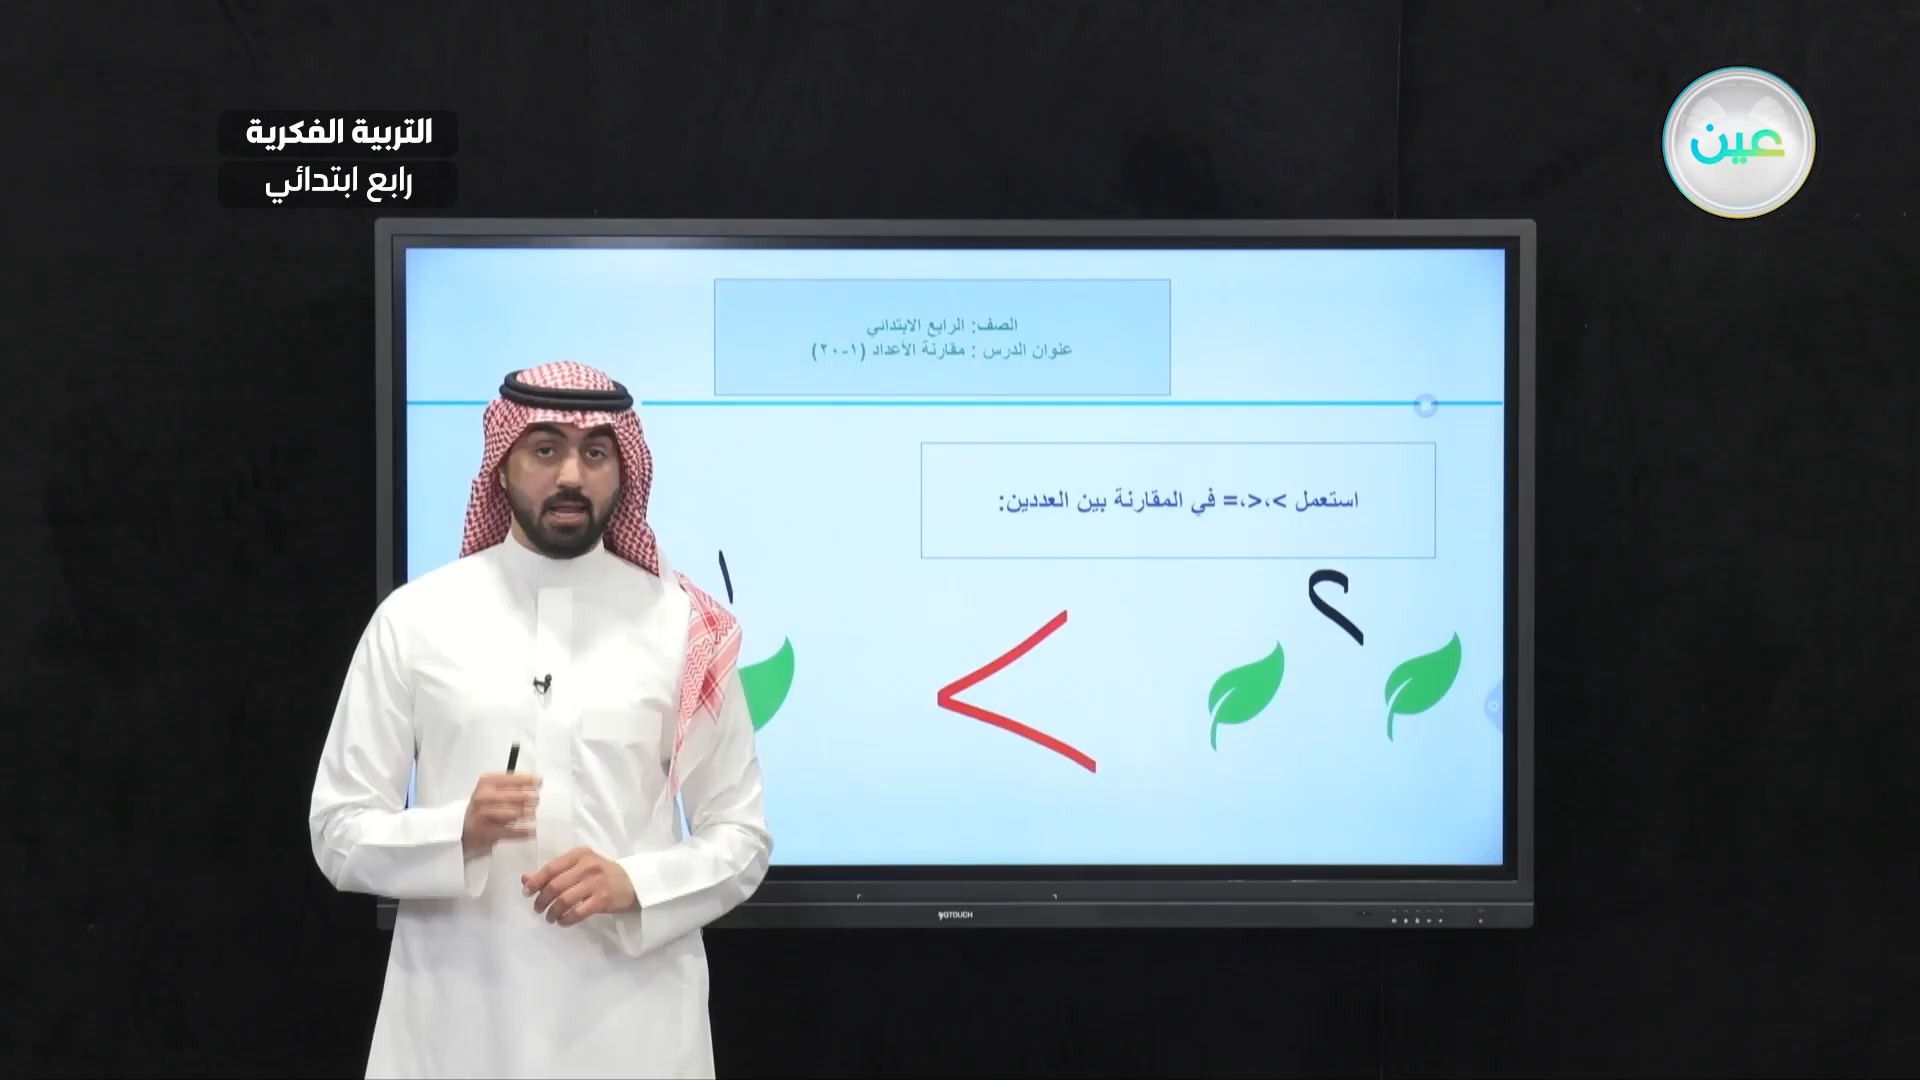 التربية الفكرية
رابع ابتدائي
عين
الصف: الرابع الابتدائي
عنوان الدرس : مقارنة الأعداد (١-٢٠)
استعمل >،<،= في المقارنة بين العددين:
٢ > ١